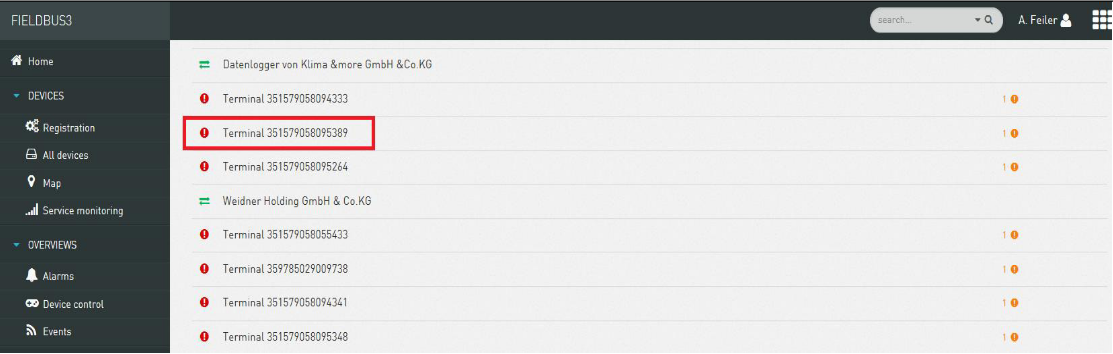 FIELDBUS3
search...
A. Feiler
Home
DEVICES
Registration
All devices
Map
Service monitoring
OVERVIEWS
Alarms
Device control
Events
Datenlogger von Klima &more GmbH &Co.KG
Terminal 351579058094333 1
Terminal 351579058095389 1
Terminal 351579058095264 1
Weidner Holding GmbH & Co.KG
Terminal 351579058055433 1
Terminal 359785029009738 1
Terminal 351579058094341 1
Terminal 351579058095348 1